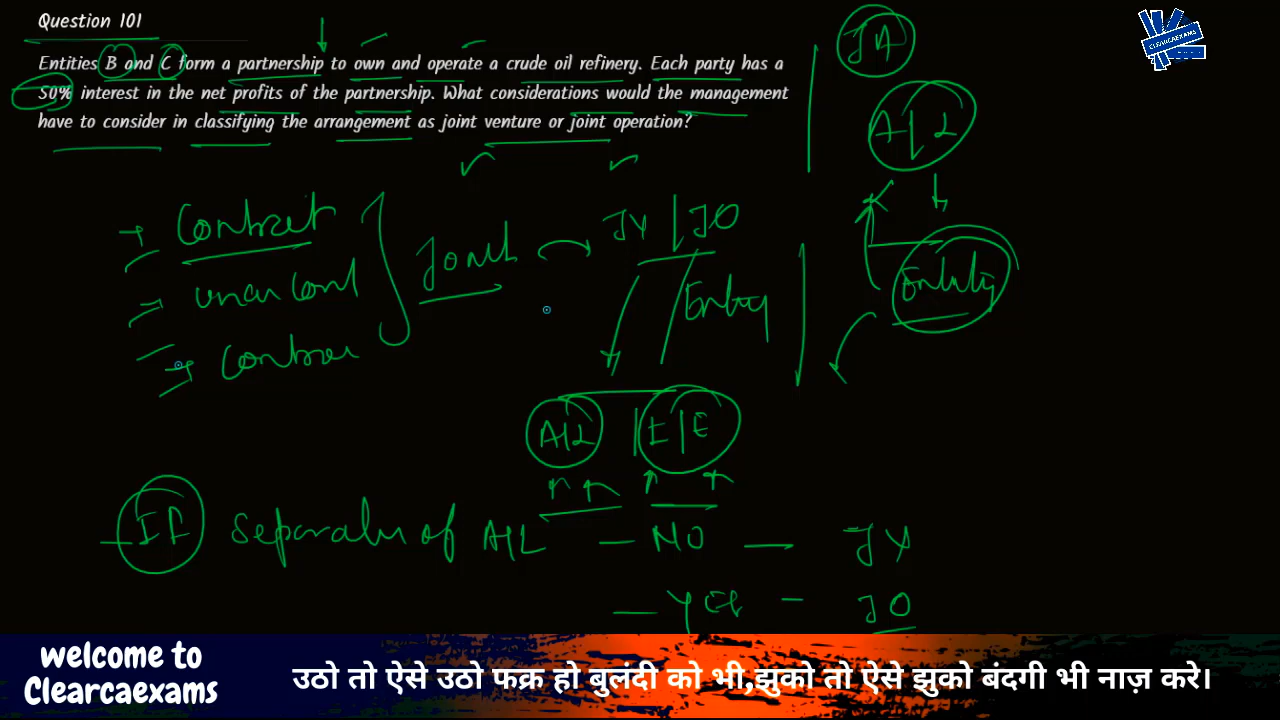 Question 101
Entities B and C form a partnership to own and operate a crude oil refinery. Each party has a
50% interest in the net profits of the partnership. What considerations would the management
have to consider in classifying the arrangement as joint venture or joint operation?
JA
CLEARCAEXAMS
A|L
Contract
JV | JO
Joint
Entity
Entity
A|L | E|E
If Separation of A|L - NO - JV
- YES - JO
welcome to
Clearcaexams
उठो तो ऐसे उठो फक्र हो बुलंदी को भी,झुको तो ऐसे झुको बंदगी भी नाज़ करे।